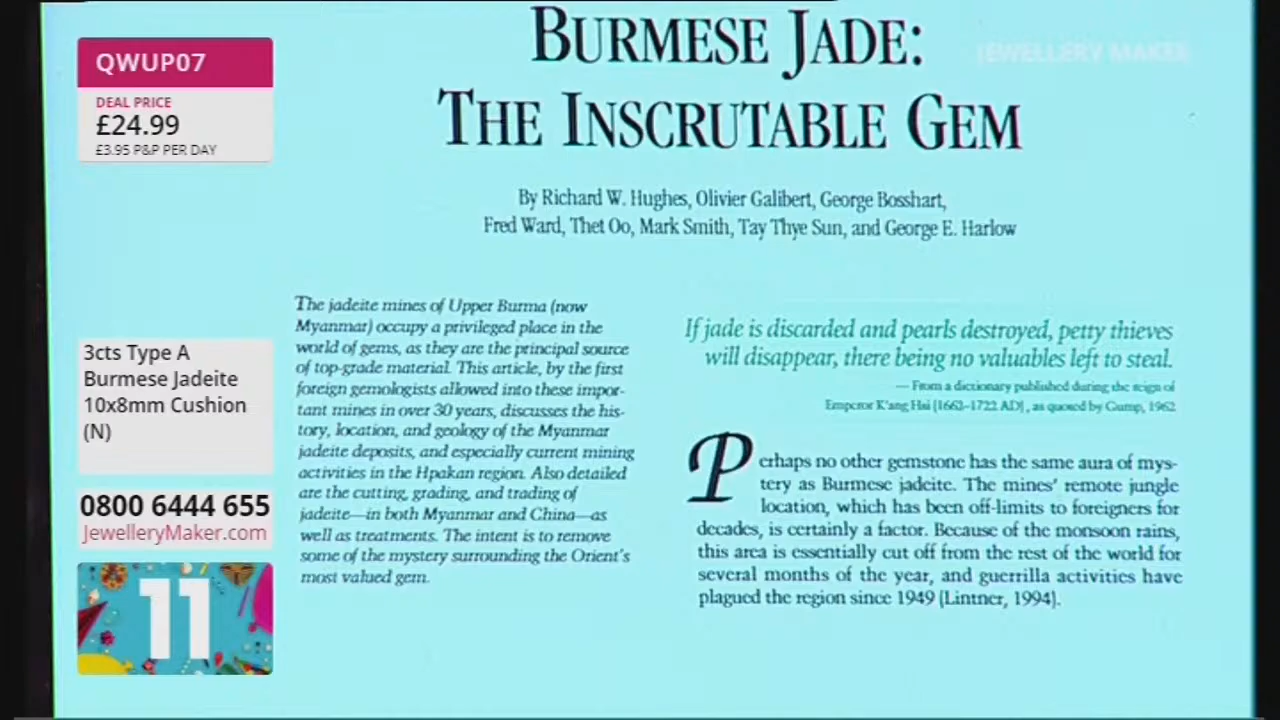 QWUP07
DEAL PRICE
£24.99
£3.95 P&P PER DAY
3cts Type A
Burmese Jadeite
10x8mm Cushion
(N)
0800 6444 655
JewelleryMaker.com
11
JEWELLERY MAKER
BURMESE JADE:
THE INSCRUTABLE GEM
By Richard W. Hughes, Olivier Galibert, George Bosshart,
Fred Ward, Thet Oo, Mark Smith, Tay Thye Sun, and George E. Harlow
The jadeite mines of Upper Burma (now
Myanmar) occupy a privileged place in the
world of gems, as they are the principal source
of top-grade material. This article, by the first
foreign gemologists allowed into these impor-
tant mines in over 30 years, discusses the his-
tory, location, and geology of the Myanmar
jadeite deposits, and especially current mining
activities in the Hpakan region. Also detailed
are the cutting, grading, and trading of
jadeite—in both Myanmar and China—as
well as treatments. The intent is to remove
some of the mystery surrounding the Orient's
most valued gem.
If jade is discarded and pearls destroyed, petty thieves
will disappear, there being no valuables left to steal.
— From a dictionary published during the reign of
Emperor K'ang Hsi (1662–1722 AD), as quoted by Gump, 1962
Perhaps no other gemstone has the same aura of mys-
tery as Burmese jadeite. The mines' remote jungle
location, which has been off-limits to foreigners for
decades, is certainly a factor. Because of the monsoon rains,
this area is essentially cut off from the rest of the world for
several months of the year, and guerrilla activities have
plagued the region since 1949 (Lintner, 1994).